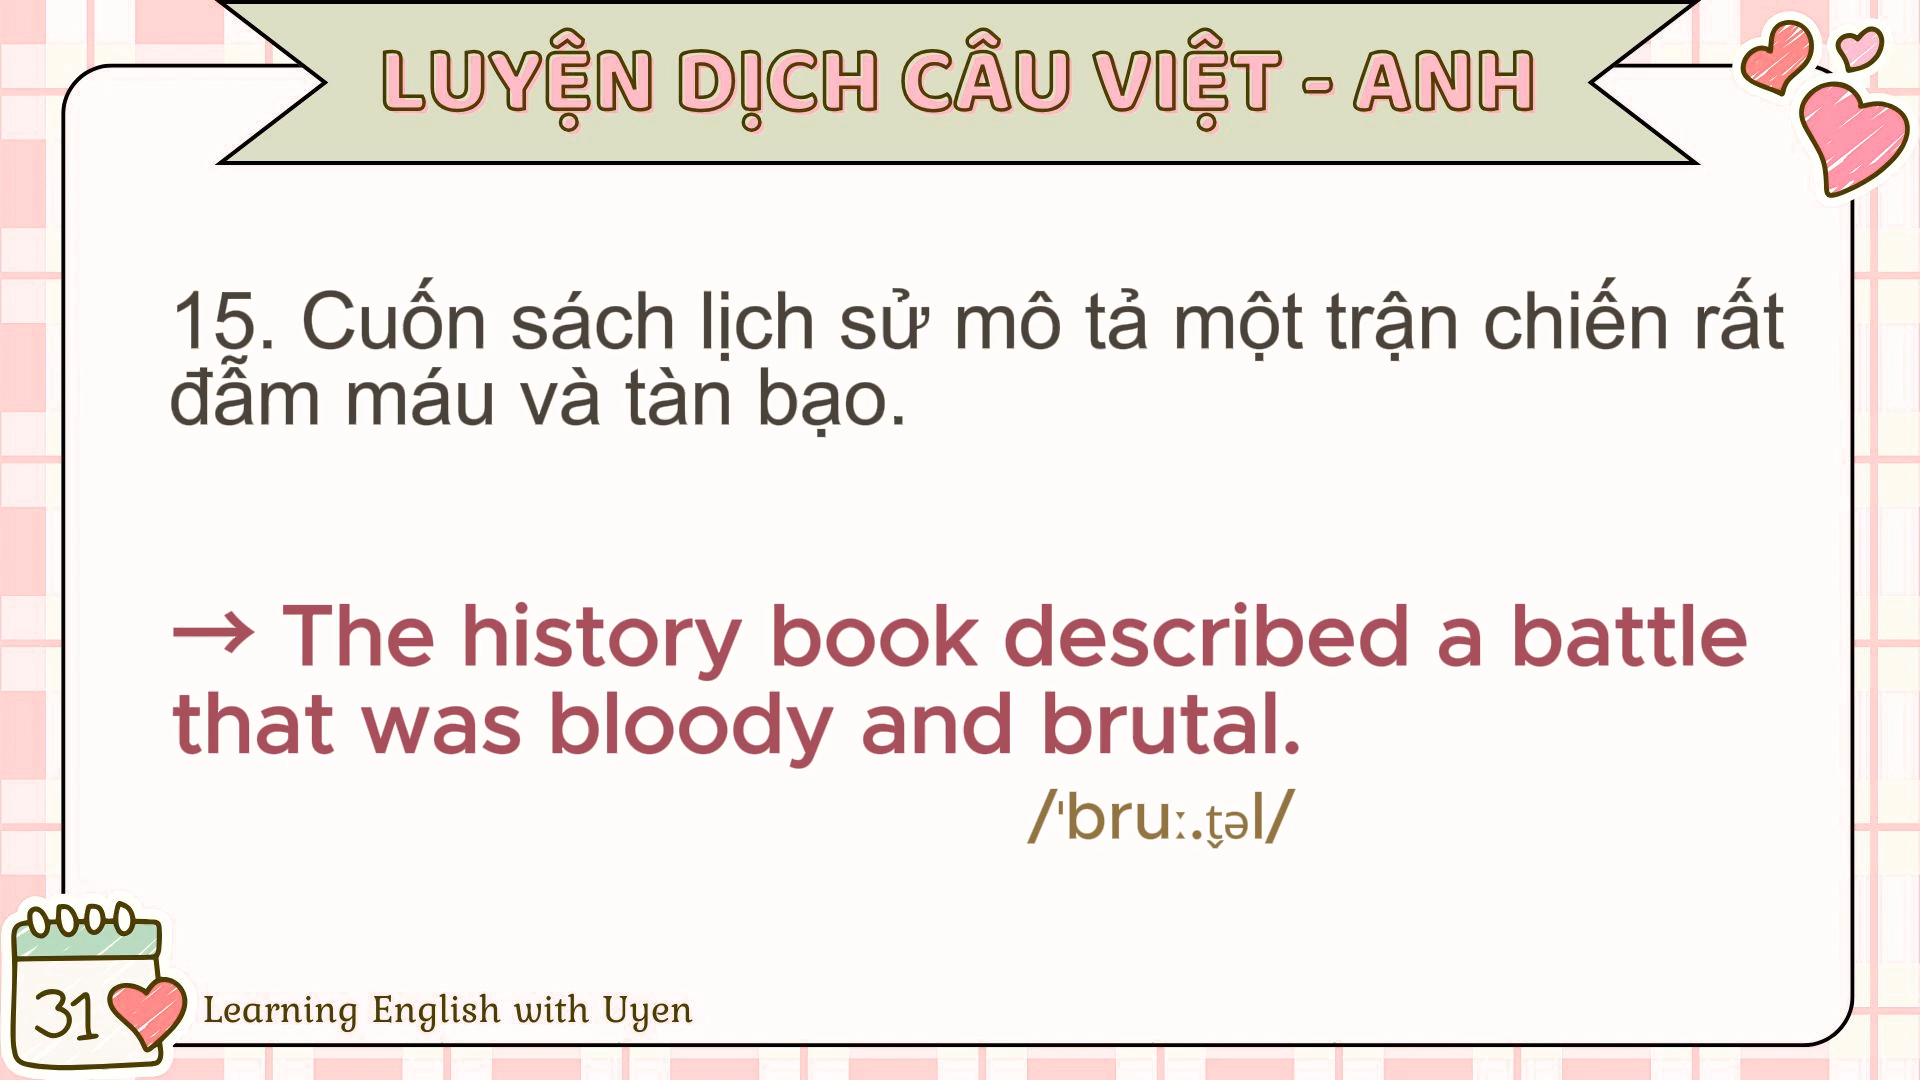 LUYỆN DỊCH CÂU VIỆT - ANH
15. Cuốn sách lịch sử mô tả một trận chiến rất
đẫm máu và tàn bạo.
→ The history book described a battle
that was bloody and brutal.
/ˈbruː.t̬əl/
31
Learning English with Uyen